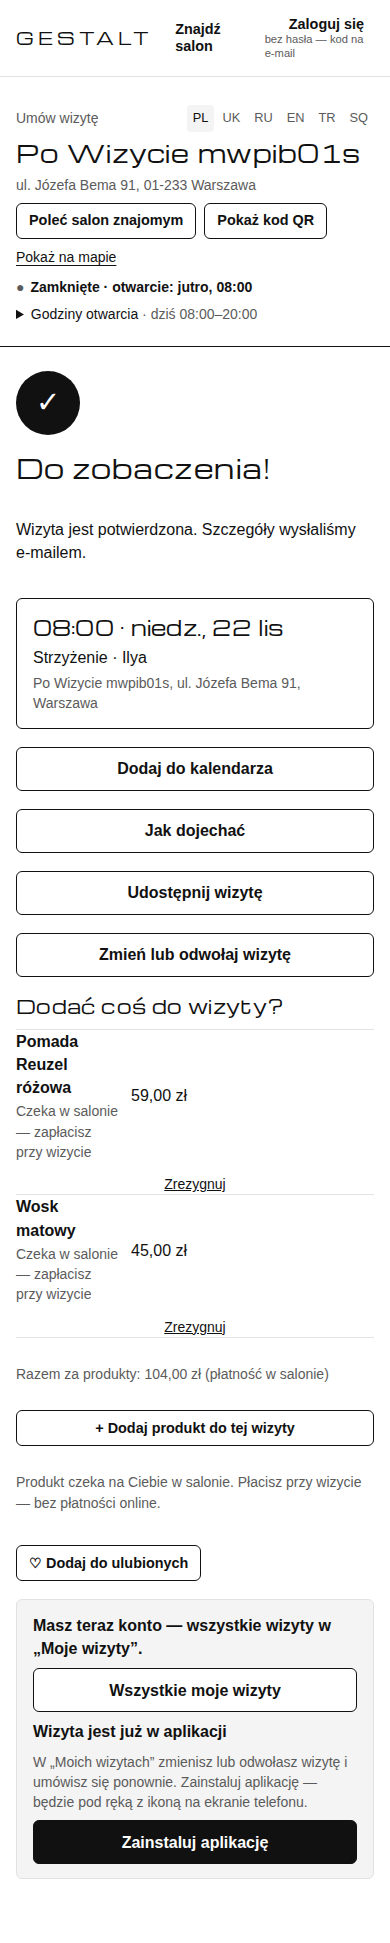 GESTALT
Znajdź
salon
Zaloguj się
bez hasła — kod na
e-mail
Umów wizytę
PL UK RU EN TR SQ
Po Wizycie mwpib01s
ul. Józefa Bema 91, 01-233 Warszawa
Poleć salon znajomym
Pokaż kod QR
Pokaż na mapie
● Zamknięte · otwarcie: jutro, 08:00
▶ Godziny otwarcia · dziś 08:00–20:00
✓
Do zobaczenia!
Wizyta jest potwierdzona. Szczegóły wysłaliśmy
e-mailem.
08:00 · niedz., 22 lis
Strzyżenie · Ilya
Po Wizycie mwpib01s, ul. Józefa Bema 91,
Warszawa
Dodaj do kalendarza
Jak dojechać
Udostępnij wizytę
Zmień lub odwołaj wizytę
Dodać coś do wizyty?
Pomada
Reuzel
różowa
59,00 zł
Czeka w salonie
— zapłacisz
przy wizycie
Zrezygnuj
Wosk
matowy
45,00 zł
Czeka w salonie
— zapłacisz
przy wizycie
Zrezygnuj
Razem za produkty: 104,00 zł (płatność w salonie)
+ Dodaj produkt do tej wizyty
Produkt czeka na Ciebie w salonie. Płacisz przy wizycie
— bez płatności online.
♡ Dodaj do ulubionych
Masz teraz konto — wszystkie wizyty w
„Moje wizyty”.
Wszystkie moje wizyty
Wizyta jest już w aplikacji
W „Moich wizytach” zmienisz lub odwołasz wizytę i
umówisz się ponownie. Zainstaluj aplikację —
będzie pod ręką z ikoną na ekranie telefonu.
Zainstaluj aplikację